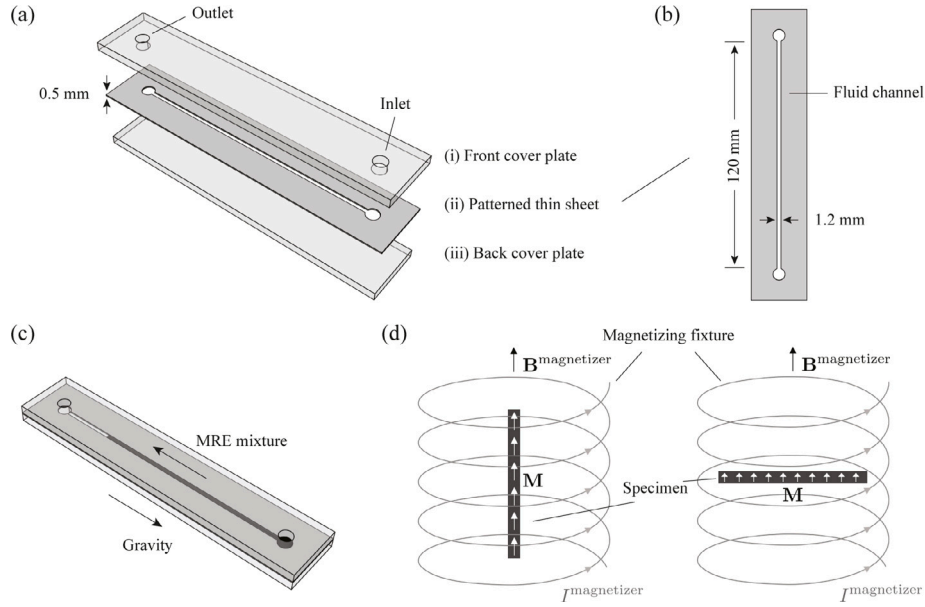 (a)
Outlet
0.5 mm
Inlet
(i) Front cover plate
(ii) Patterned thin sheet
(iii) Back cover plate
(b)
120 mm
Fluid channel
1.2 mm
(c)
MRE mixture
Gravity
(d)
Magnetizing fixture
B^magnetizer
B^magnetizer
M
Specimen
M
I^magnetizer
I^magnetizer